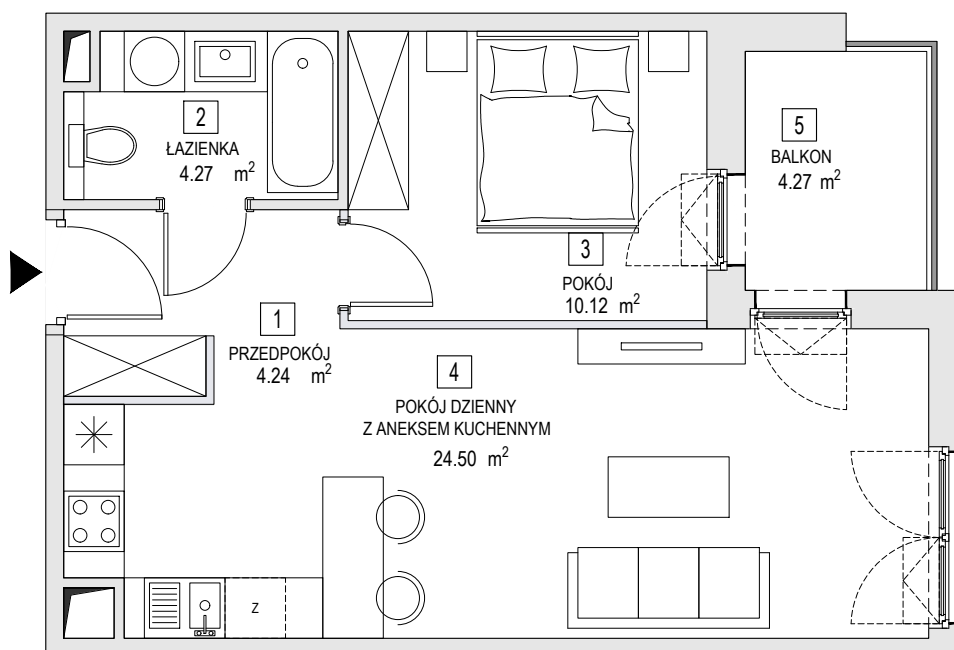 2
ŁAZIENKA
4.27 m²
5
BALKON
4.27 m²
3
POKÓJ
10.12 m²
1
PRZEDPOKÓJ
4.24 m²
4
POKÓJ DZIENNY
Z ANEKSEM KUCHENNYM
24.50 m²
Z